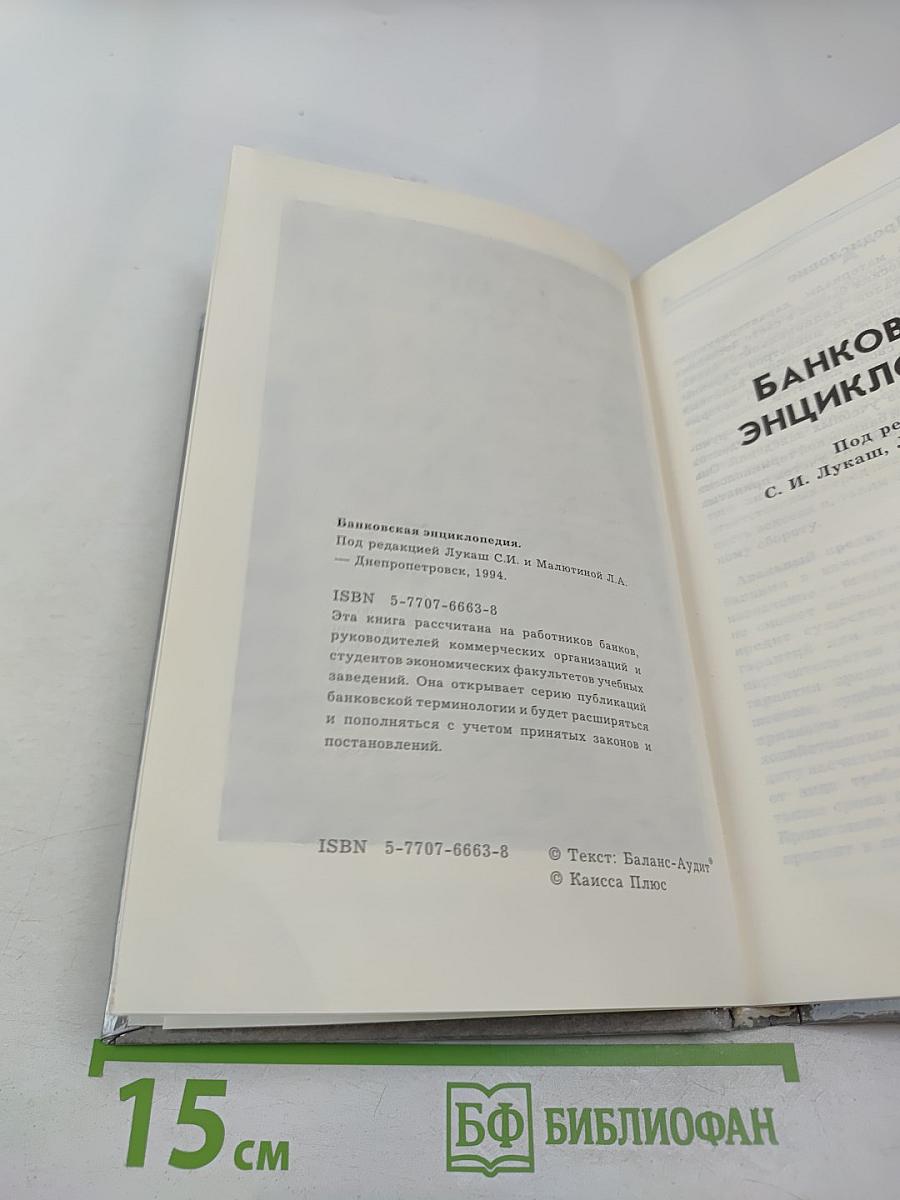 Банковская энциклопедия.
Под редакцией Лукаш С.И. и Малютиной Л.А.
— Днепропетровск, 1994.
ISBN 5-7707-6663-8
Эта книга рассчитана на работников банков,
руководителей коммерческих организаций и
студентов экономических факультетов учебных
заведений. Она открывает серию публикаций
банковской терминологии и будет расширяться
и пополняться с учетом принятых законов и
постановлений.
ISBN 5-7707-6663-8
© Текст: Баланс-Аудит®
© Каисса Плюс
БАНКОВ
ЭНЦИКЛО
Под ре
С. И. Лукаш,
15 см
БФ БИБЛИОФАН